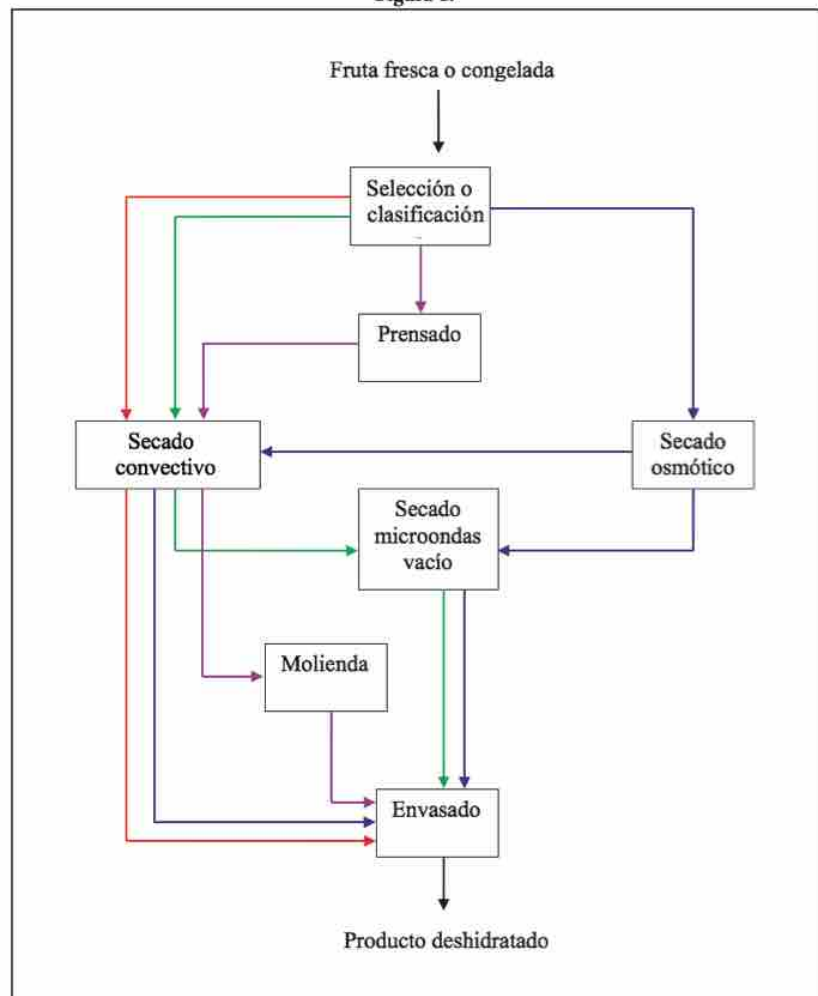 Fruta fresca o congelada
Selección o
clasificación
Prensado
Secado
convectivo
Secado
osmótico
Secado
microondas
vacío
Molienda
Envasado
Producto deshidratado